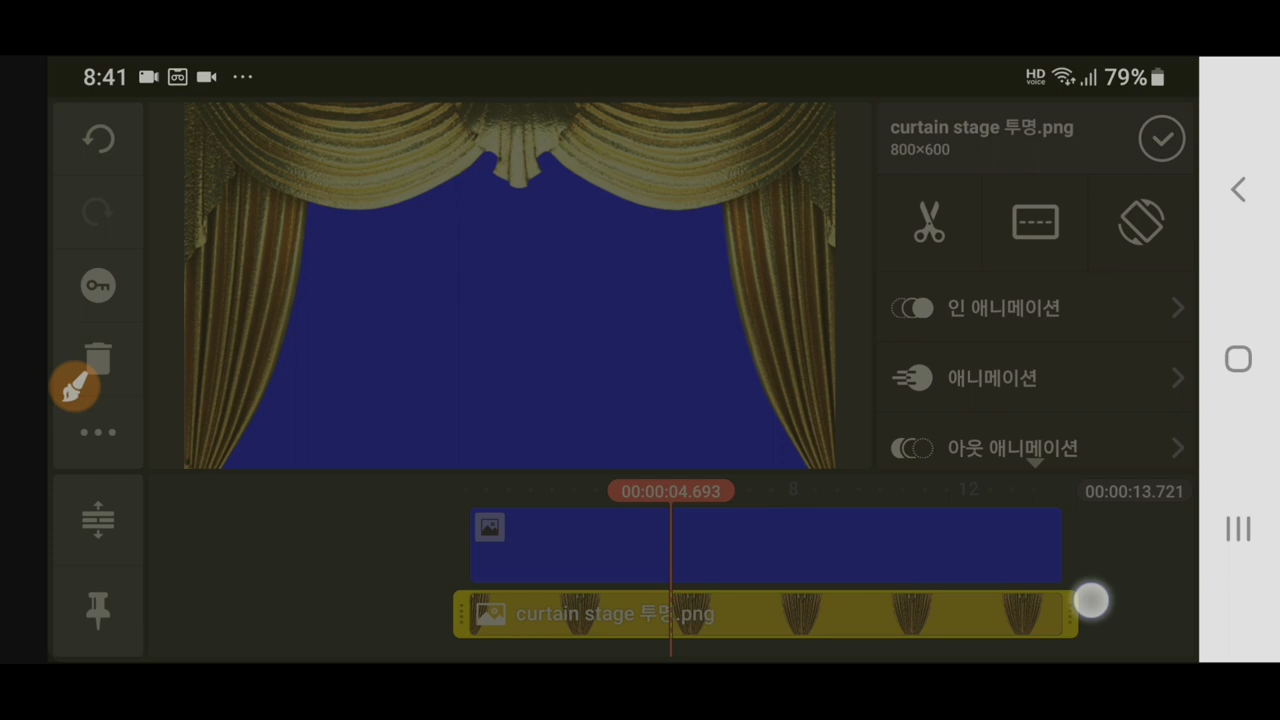 8:41
HD voice 79%
curtain stage 투명.png
800×600
인 애니메이션
애니메이션
아웃 애니메이션
00:00:04.693
8
12
00:00:13.721
curtain stage 투명.png